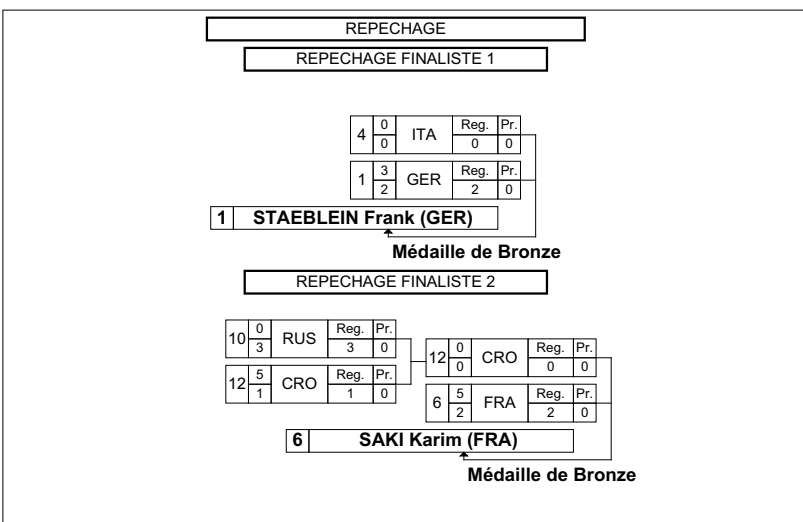 REPECHAGE
REPECHAGE FINALISTE 1
4 0 ITA Reg. Pr.
0 0 0
1 3 GER Reg. Pr.
2 2 0
1 STAEBLEIN Frank (GER)
Médaille de Bronze
REPECHAGE FINALISTE 2
10 0 RUS Reg. Pr.
3 3 0
12 0 CRO Reg. Pr.
0 0 0
12 5 CRO Reg. Pr.
1 1 0
6 5 FRA Reg. Pr.
2 2 0
6 SAKI Karim (FRA)
Médaille de Bronze